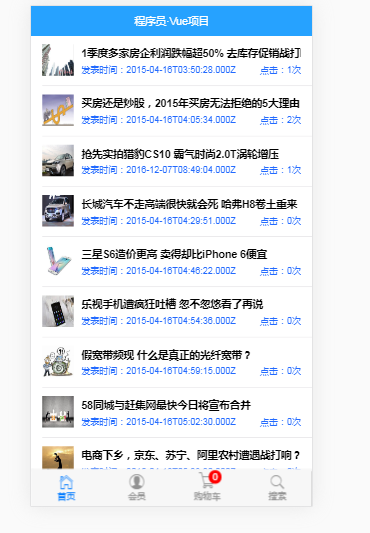 程序员·Vue项目
1季度多家房企利润跌幅超50% 去库存促销战打
发表时间：2015-04-16T03:50:28.000Z 点击：1次
买房还是炒股，2015年买房无法拒绝的5大理由
发表时间：2015-04-16T04:05:34.000Z 点击：2次
抢先实拍猎豹CS10 霸气时尚2.0T涡轮增压
发表时间：2016-12-07T08:49:04.000Z 点击：1次
长城汽车不走高端很快就会死 哈弗H8卷土重来
发表时间：2015-04-16T04:29:51.000Z 点击：0次
三星S6造价更高 卖得却比iPhone 6便宜
发表时间：2015-04-16T04:46:22.000Z 点击：0次
乐视手机遭疯狂吐槽 忽不忽悠看了再说
发表时间：2015-04-16T04:54:36.000Z 点击：0次
假宽带频现 什么是真正的光纤宽带？
发表时间：2015-04-16T04:59:15.000Z 点击：0次
58同城与赶集网最快今日将宣布合并
发表时间：2015-04-16T05:02:30.000Z 点击：0次
电商下乡，京东、苏宁、阿里农村遭遇战打响？
0
首页 会员 购物车 搜索